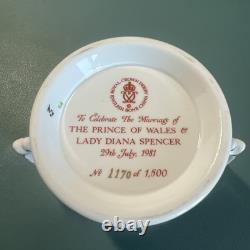 ROYAL CROWN DERBY
ENGLISH BONE CHINA
To Celebrate The Marriage of
THE PRINCE OF WALES &
LADY DIANA SPENCER
29th July, 1981
No 1170 of 1,500